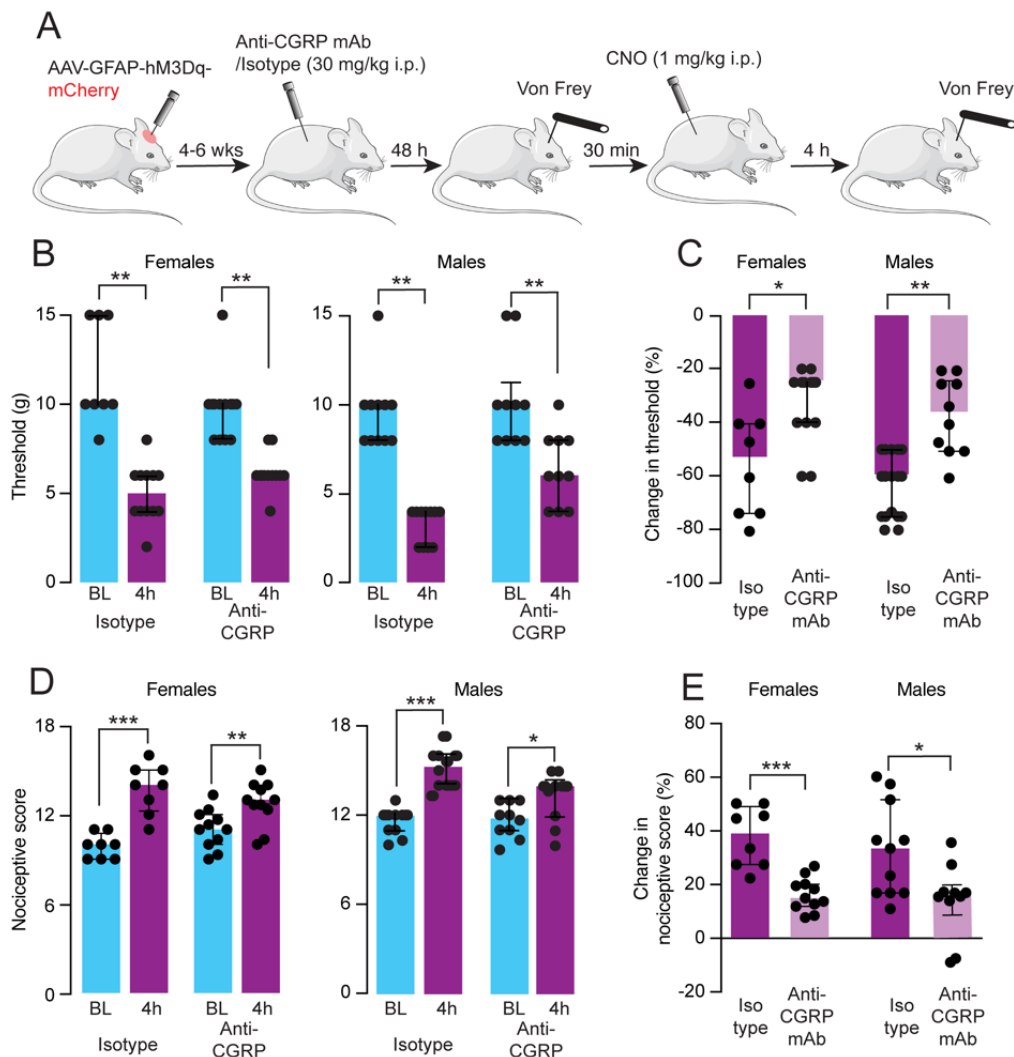 A
AAV-GFAP-hM3Dq-
mCherry
Anti-CGRP mAb
/Isotype (30 mg/kg i.p.)
Von Frey
CNO (1 mg/kg i.p.)
Von Frey
4-6 wks
48 h
30 min
4 h
B
Females
Males
** ** ** **
Threshold (g)
15
10
5
0
15
10
5
0
BL 4h BL 4h
Isotype
Anti-
CGRP
BL 4h BL 4h
Isotype
Anti-
CGRP
C
Females Males
* **
Change in threshold (%)
0
-20
-40
-60
-80
-100
Iso
type
Anti-
CGRP
mAb
Iso
type
Anti-
CGRP
mAb
D
Females
Males
*** ** *** *
Nociceptive score
18
12
6
0
18
12
6
0
BL 4h BL 4h
Isotype
Anti-
CGRP
BL 4h BL 4h
Isotype
Anti-
CGRP
E
Females Males
*** *
Change in
nociceptive score (%)
80
60
40
20
0
-20
Iso
type
Anti-
CGRP
mAb
Iso
type
Anti-
CGRP
mAb